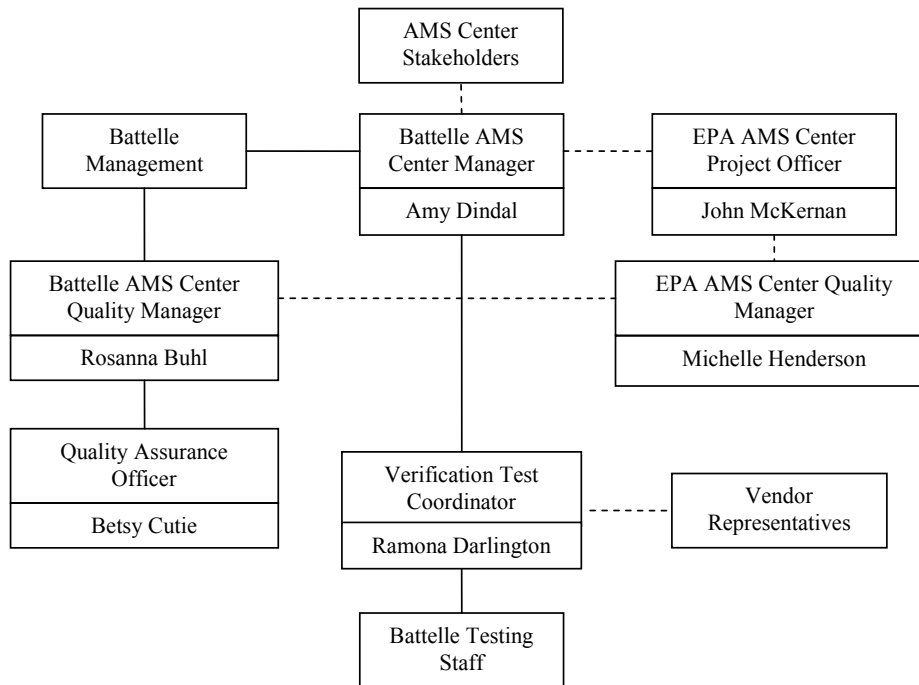 AMS Center
Stakeholders
Battelle
Management
Battelle AMS
Center Manager
Amy Dindal
EPA AMS Center
Project Officer
John McKernan
Battelle AMS Center
Quality Manager
Rosanna Buhl
EPA AMS Center Quality
Manager
Michelle Henderson
Quality Assurance
Officer
Betsy Cutie
Verification Test
Coordinator
Ramona Darlington
Vendor
Representatives
Battelle Testing
Staff